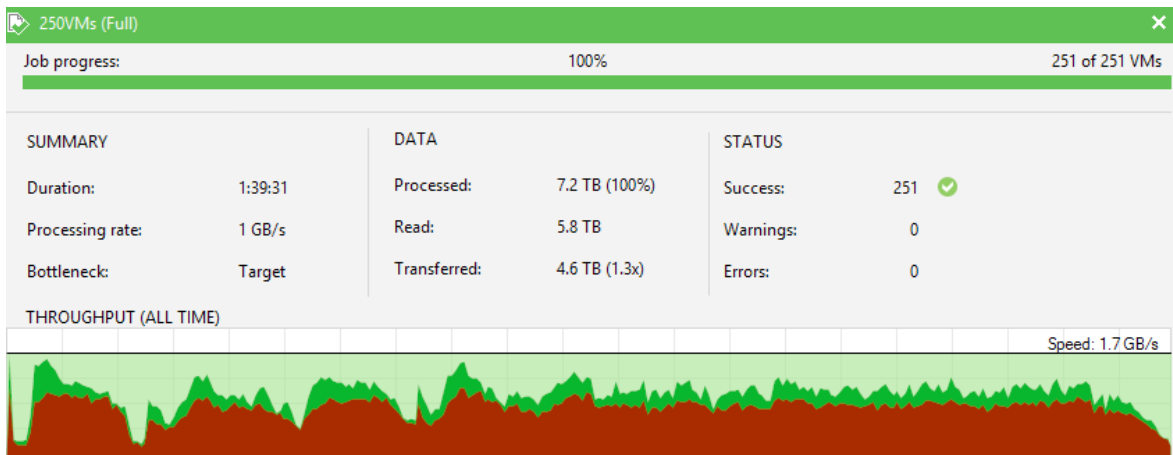 250VMs (Full)
Job progress: 100% 251 of 251 VMs
SUMMARY
Duration: 1:39:31
Processing rate: 1 GB/s
Bottleneck: Target
DATA
Processed: 7.2 TB (100%)
Read: 5.8 TB
Transferred: 4.6 TB (1.3x)
STATUS
Success: 251
Warnings: 0
Errors: 0
THROUGHPUT (ALL TIME)
Speed: 1.7 GB/s